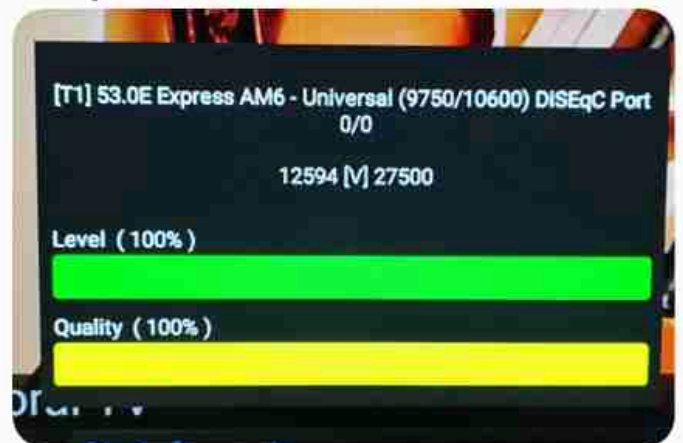 [T1] 53.0E Express AM6 - Universal (9750/10600) DISEqC Port
0/0
12594 [V] 27500
Level ( 100% )
Quality ( 100% )